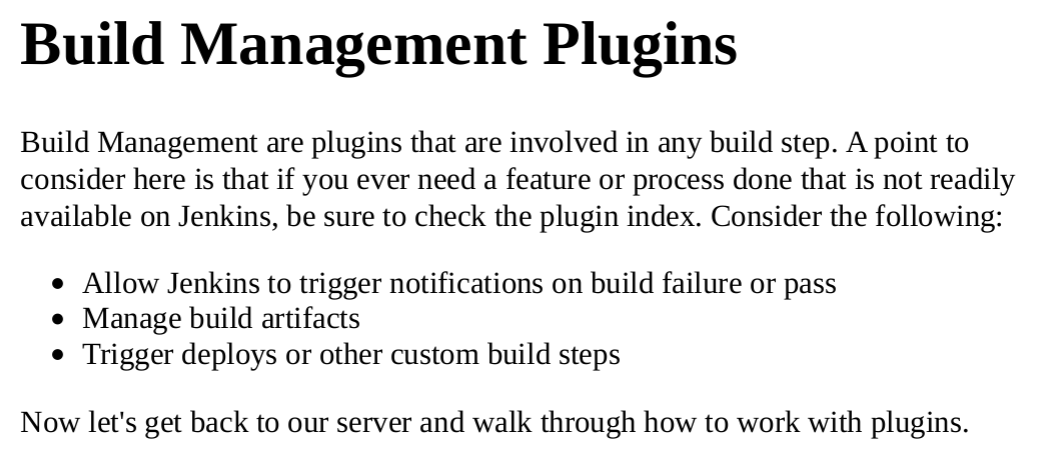 Build Management Plugins
Build Management are plugins that are involved in any build step. A point to
consider here is that if you ever need a feature or process done that is not readily
available on Jenkins, be sure to check the plugin index. Consider the following:
• Allow Jenkins to trigger notifications on build failure or pass
• Manage build artifacts
• Trigger deploys or other custom build steps
Now let's get back to our server and walk through how to work with plugins.